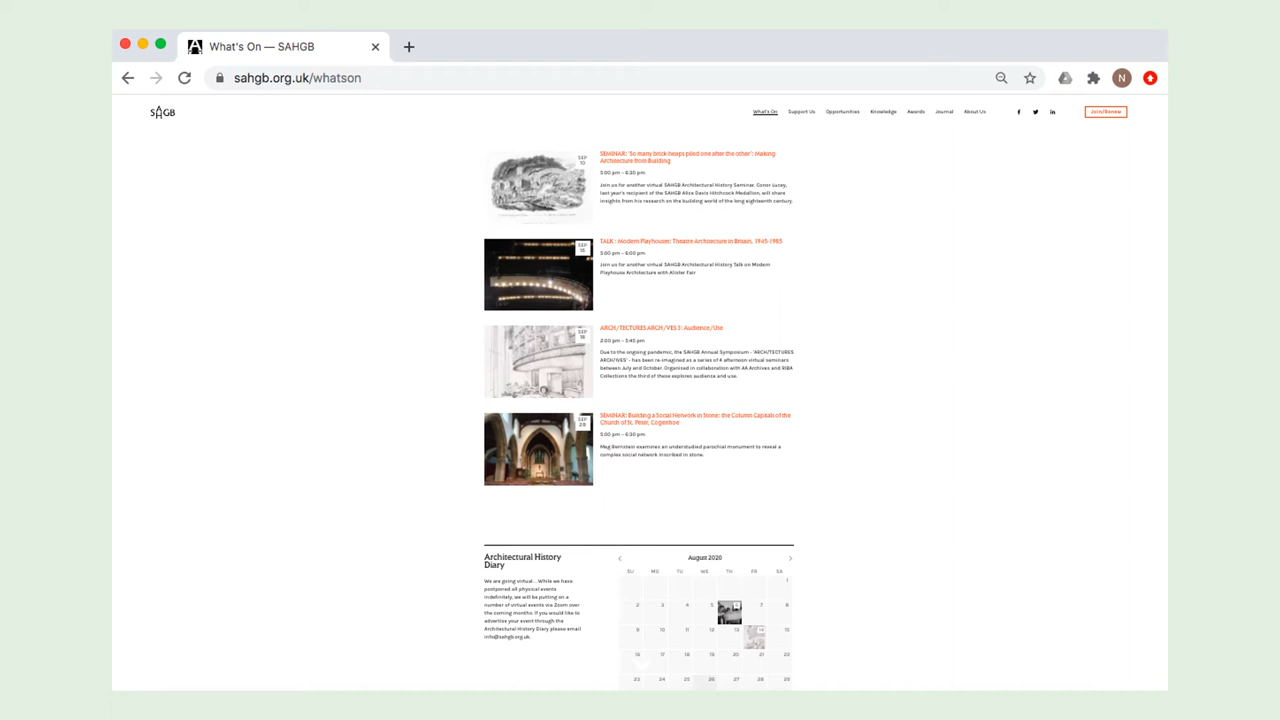 What's On — SAHGB
sahgb.org.uk/whatson
N
SAHGB
What's On Support Us Opportunities Knowledge Awards Journal About Us Join/Renew
SEP
10
SEMINAR: 'So many brick-heaps piled one after the other': Making
Architecture from Building
5:00 pm – 6:30 pm
Join us for another virtual SAHGB Architectural History Seminar. Conor Lucey,
last year's recipient of the SAHGB Alice Davis Hitchcock Medallion, will share
insights from his research on the building world of the long eighteenth century.
SEP
16
TALK : Modern Playhouses: Theatre Architecture in Britain, 1945-1985
5:00 pm – 6:00 pm
Join us for another virtual SAHGB Architectural History Talk on Modern
Playhouse Architecture with Alister Fair
SEP
18
ARCH/TECTURES ARCH/VES 3: Audience/Use
2:00 pm – 5:45 pm
Due to the ongoing pandemic, the SAHGB Annual Symposium - 'ARCH/TECTURES
ARCH/IVES' - has been re-imagined as a series of 4 afternoon virtual seminars
between July and October. Organised in collaboration with AA Archives and RIBA
Collections the third of these explores audience and use.
SEP
28
SEMINAR: Building a Social Network in Stone: the Column Capitals of the
Church of St. Peter, Cogenhoe
5:00 pm – 6:30 pm
Meg Bernstein examines an understudied parochial monument to reveal a
complex social network inscribed in stone.
Architectural History
Diary
We are going virtual... While we have
postponed all physical events
indefinitely, we will be putting on a
number of virtual events via Zoom over
the coming months. If you would like to
advertise your event through the
Architectural History Diary please email
info@sahgb.org.uk.
August 2020
SU MO TU WE TH FR SA
1
2 3 4 5 6 7 8
9 10 11 12 13 14 15
16 17 18 19 20 21 22
23 24 25 26 27 28 29